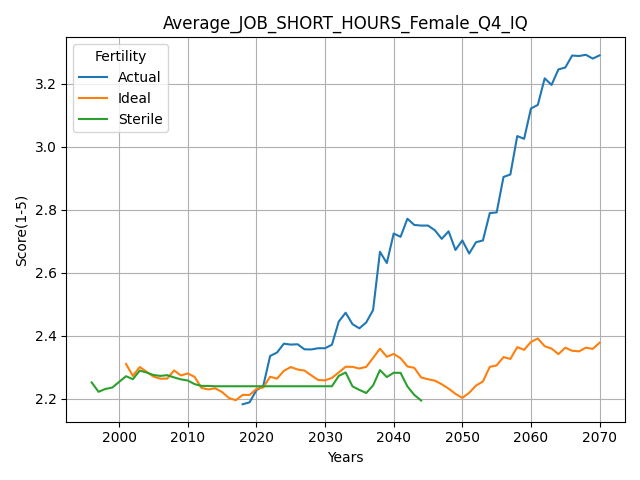 Average_JOB_SHORT_HOURS_Female_Q4_IQ
Fertility
Actual
Ideal
Sterile
Score(1-5)
3.2
3.0
2.8
2.6
2.4
2.2
2000
2010
2020
2030
2040
2050
2060
2070
Years